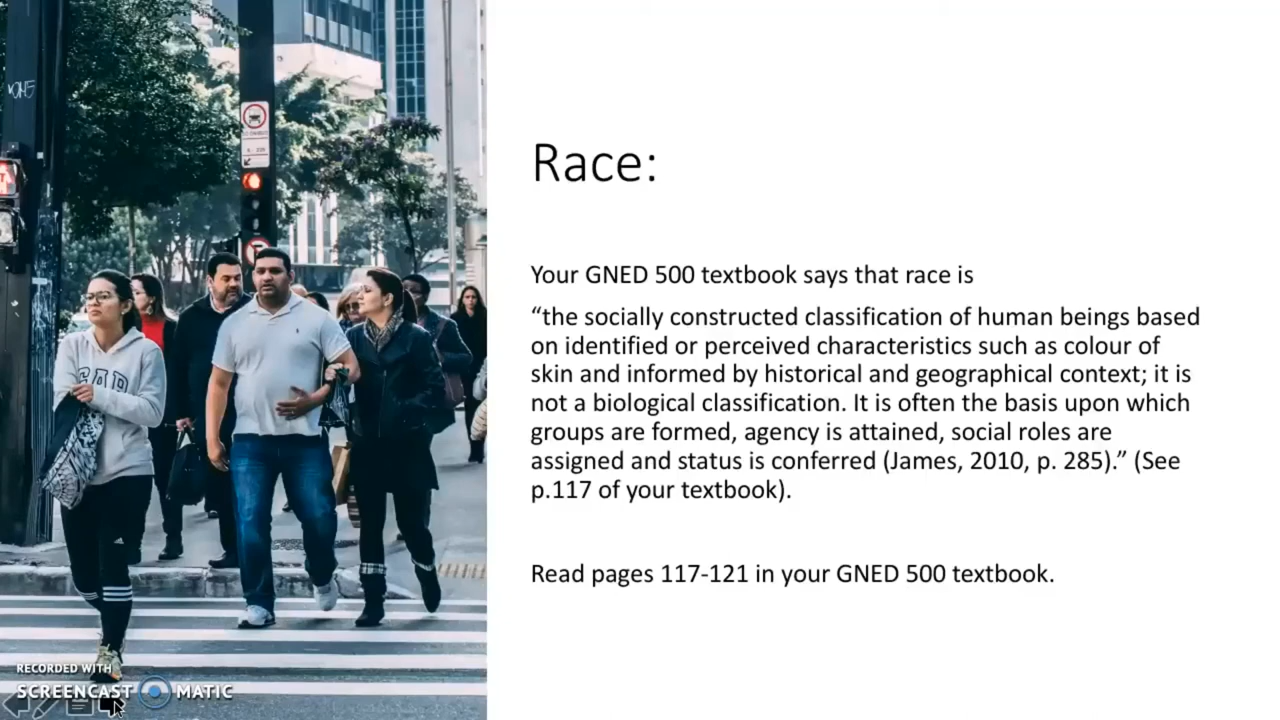 Race:
Your GNED 500 textbook says that race is
“the socially constructed classification of human beings based
on identified or perceived characteristics such as colour of
skin and informed by historical and geographical context; it is
not a biological classification. It is often the basis upon which
groups are formed, agency is attained, social roles are
assigned and status is conferred (James, 2010, p. 285).” (See
p.117 of your textbook).
Read pages 117-121 in your GNED 500 textbook.
GAP
RECORDED WITH
SCREENCAST MATIC